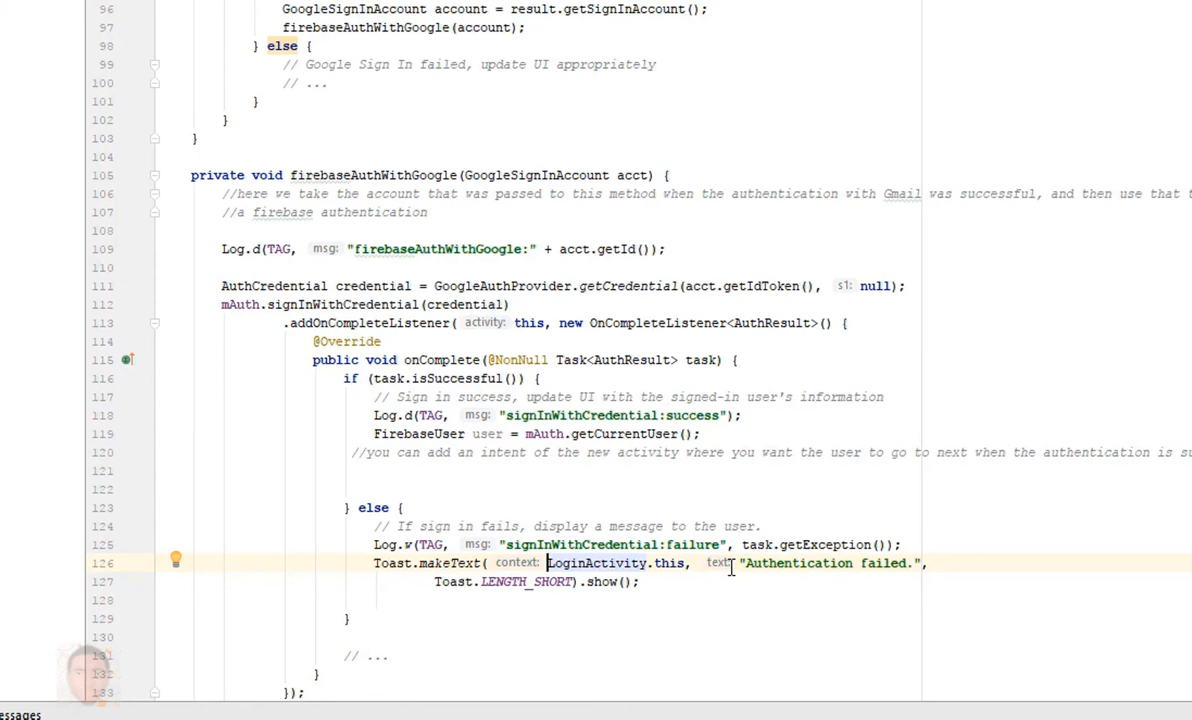 96 GoogleSignInAccount account = result.getSignInAccount();
97 firebaseAuthWithGoogle(account);
98 } else {
99 // Google Sign In failed, update UI appropriately
100 // ...
101 }
102 }
103 }
104
105 private void firebaseAuthWithGoogle(GoogleSignInAccount acct) {
106 //here we take the account that was passed to this method when the authentication with Gmail was successful, and then use that t
107 //a firebase authentication
108
109 Log.d(TAG, msg: "firebaseAuthWithGoogle:" + acct.getId());
110
111 AuthCredential credential = GoogleAuthProvider.getCredential(acct.getIdToken(), s1: null);
112 mAuth.signInWithCredential(credential)
113 .addOnCompleteListener( activity: this, new OnCompleteListener<AuthResult>() {
114 @Override
115 public void onComplete(@NonNull Task<AuthResult> task) {
116 if (task.isSuccessful()) {
117 // Sign in success, update UI with the signed-in user's information
118 Log.d(TAG, msg: "signInWithCredential:success");
119 FirebaseUser user = mAuth.getCurrentUser();
120 //you can add an intent of the new activity where you want the user to go to next when the authentication is su
121
122
123 } else {
124 // If sign in fails, display a message to the user.
125 Log.w(TAG, msg: "signInWithCredential:failure", task.getException());
126 Toast.makeText( context: LoginActivity.this, text: "Authentication failed.",
127 Toast.LENGTH_SHORT).show();
128
129 }
130
131 // ...
132 }
133 });
essages